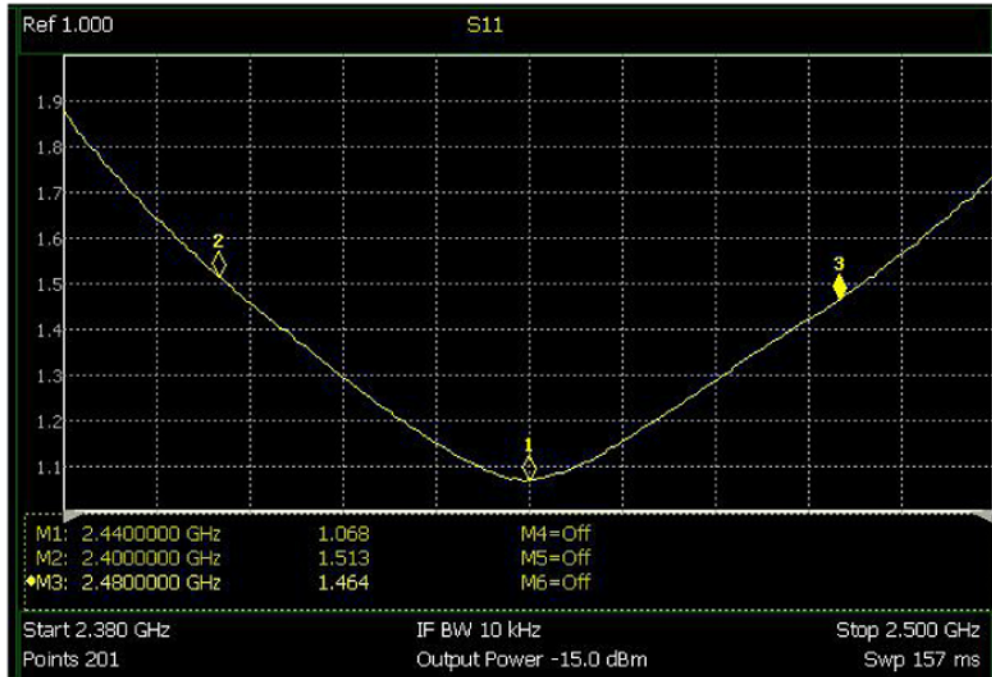 Ref 1.000 S11
1.9
1.8
1.7
1.6
2
1.5
3
1.4
1.3
1.2
1
1.1
M1: 2.4400000 GHz 1.068 M4=Off
M2: 2.4000000 GHz 1.513 M5=Off
M3: 2.4800000 GHz 1.464 M6=Off
Start 2.380 GHz IF BW 10 kHz Stop 2.500 GHz
Points 201 Output Power -15.0 dBm Swp 157 ms